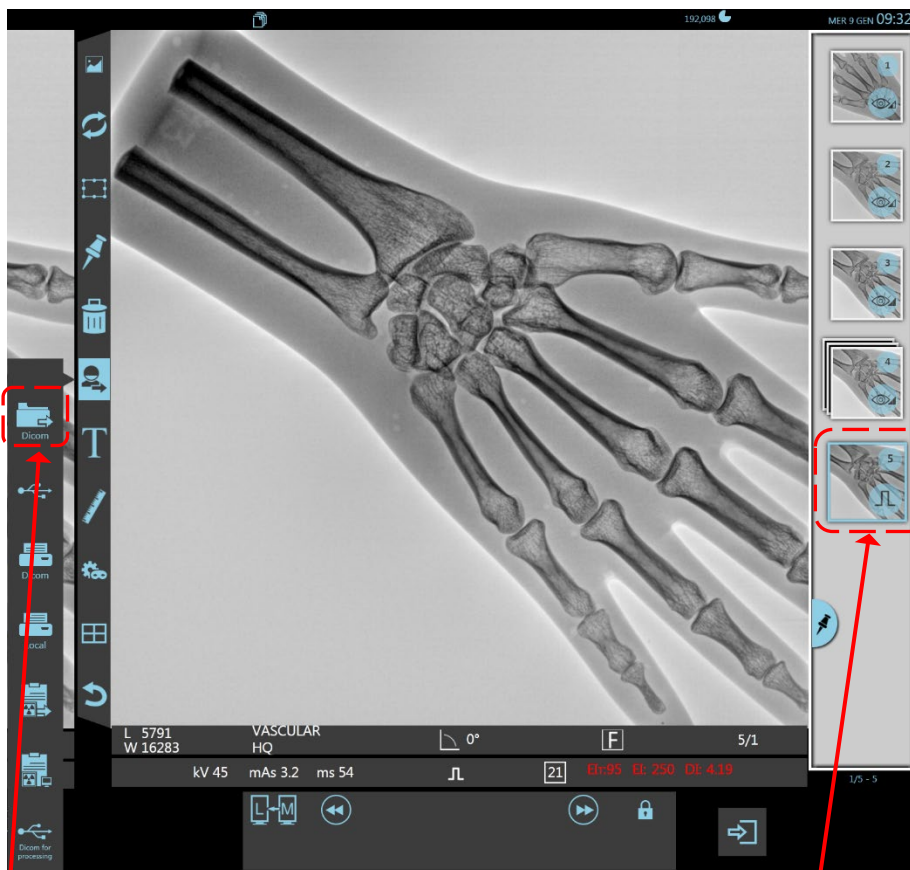 192,098
MER 9 GEN 09:32
1
2
3
4
5
Dicom
Dicom
Local
Dicom for
processing
T
L 5791
W 16283
VASCULAR
HQ
0°
F
5/1
kV 45 mAs 3.2 ms 54
21
EIt:95 EI: 250 DI: 4.19
1/5 - 5
L M